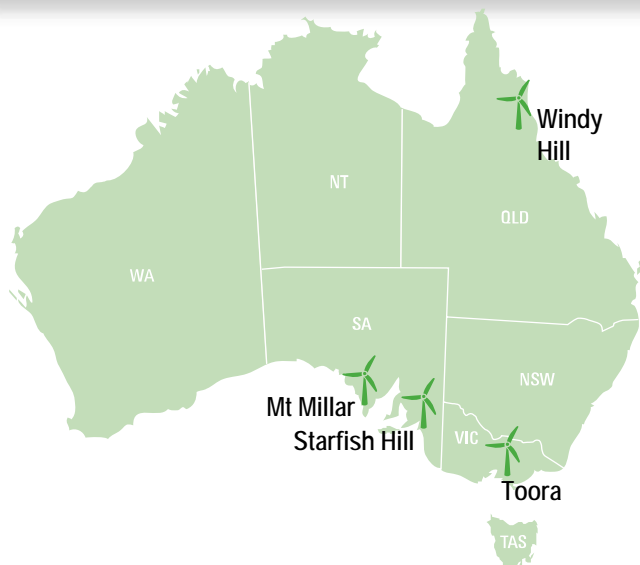 Windy
Hill
NT
QLD
WA
SA
NSW
Mt Millar
Starfish Hill
VIC
Toora
TAS